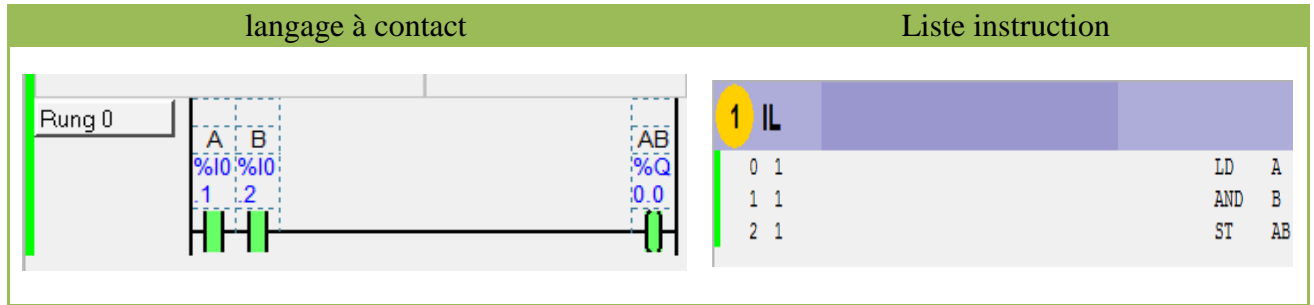 langage à contact
Liste instruction
Rung 0
A B AB
%I0 %I0 %Q
.1 .2 0.0
1 IL
0 1 LD A
1 1 AND B
2 1 ST AB